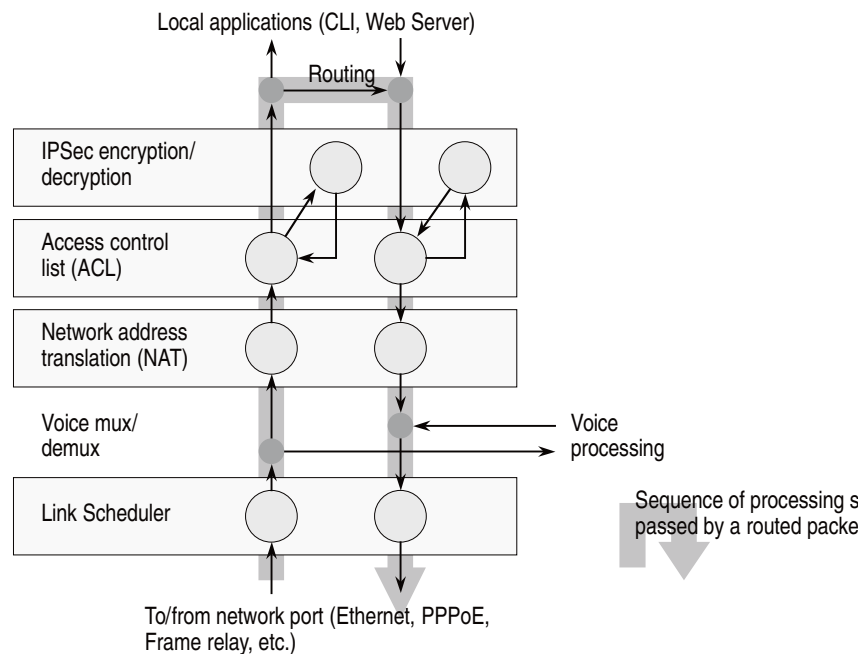 Local applications (CLI, Web Server)
Routing
IPSec encryption/
decryption
Access control
list (ACL)
Network address
translation (NAT)
Voice mux/
demux
Voice
processing
Link Scheduler
Sequence of processing s
passed by a routed packe
To/from network port (Ethernet, PPPoE,
Frame relay, etc.)